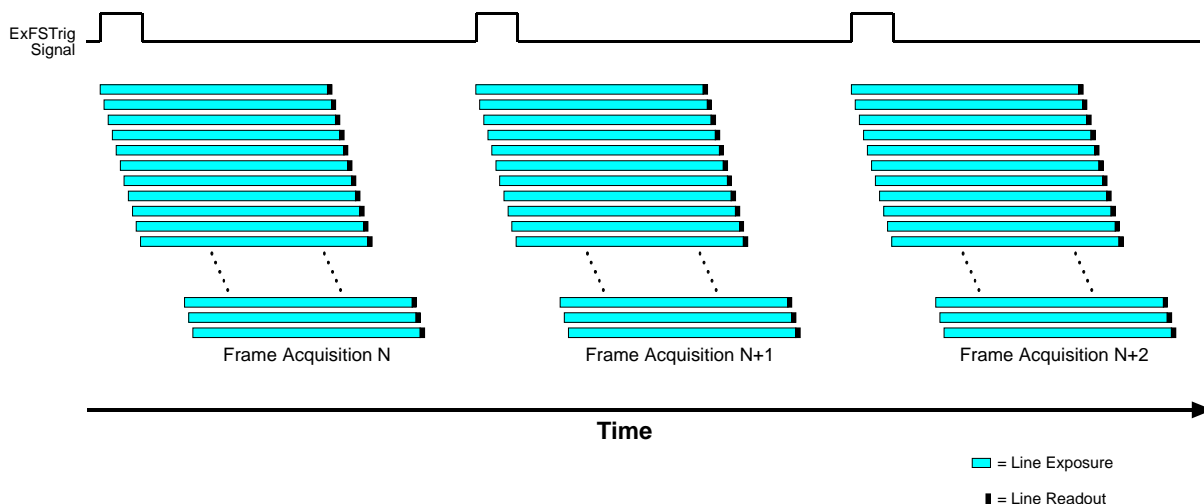 ExFSTrig
Signal
Frame Acquisition N
Frame Acquisition N+1
Frame Acquisition N+2
Time
= Line Exposure
= Line Readout